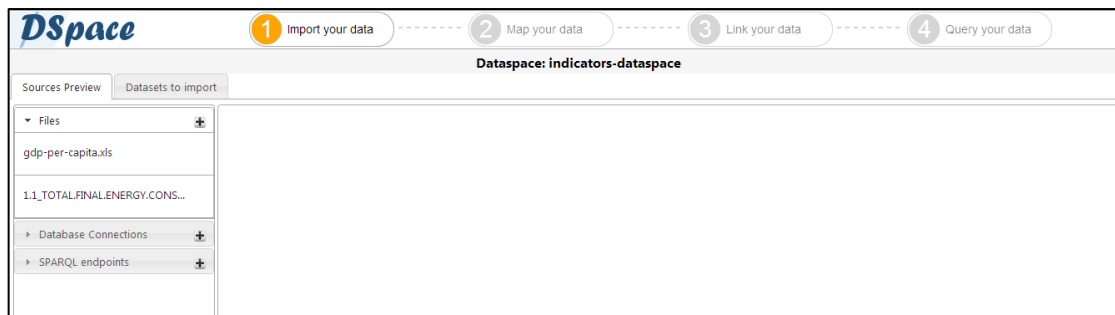 DSpace
1 Import your data 2 Map your data 3 Link your data 4 Query your data
Dataspace: indicators-dataspace
Sources Preview Datasets to import
Files
gdp-per-capita.xls
1.1_TOTAL.FINAL.ENERGY.CONS...
Database Connections
SPARQL endpoints